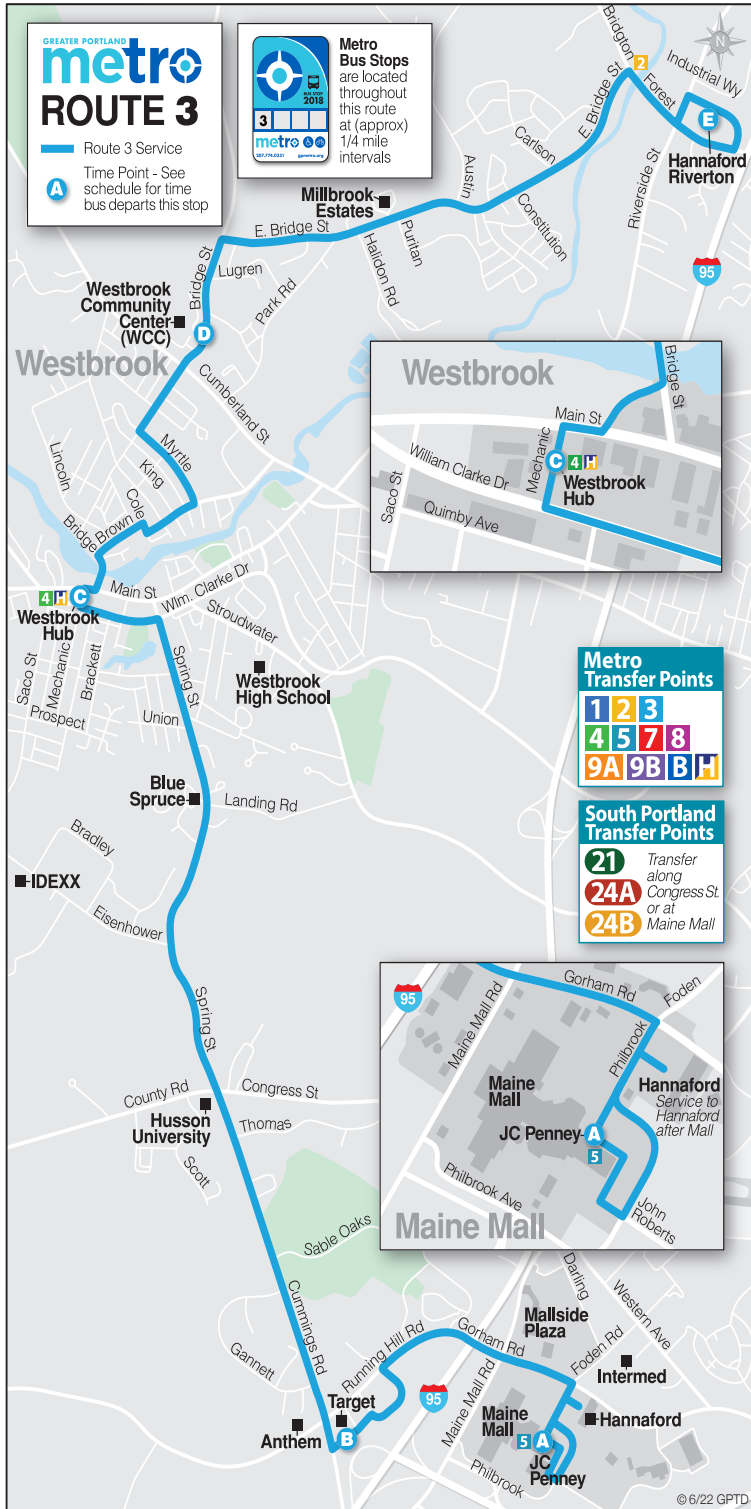 GREATER PORTLAND
metro
ROUTE 3
Route 3 Service
A
Time Point - See
schedule for time
bus departs this stop
BUS STOP
2018
3
metro
207.774.0351
gpmetro.org
Metro
Bus Stops
are located
throughout
this route
at (approx)
1/4 mile
intervals
N
Bridgton
2
Industrial Wy
Forest
E
Hannaford
Riverton
E. Bridge St
Riverside St
Carlson
Austin
Constitution
Millbrook
Estates
Puritan
Halidon Rd
E. Bridge St
95
Bridge St
Lugren
Park Rd
Westbrook
Community
Center
(WCC)
D
Westbrook
Cumberland St
Myrtle
King
Lincoln
Cole
Brown
Bridge
Main St
Wlm. Clarke Dr
4 H C
Westbrook
Hub
Stroudwater
Saco St
Mechanic
Brackett
Spring St
Westbrook
High School
Prospect
Union
Westbrook
Bridge St
Main St
Mechanic
C 4 H
Westbrook
Hub
William Clarke Dr
Saco St
Quimby Ave
Metro
Transfer Points
1 2 3
4 5 7 8
9A 9B B H
South Portland
Transfer Points
21
24A
24B
Transfer
along
Congress St.
or at
Maine Mall
Blue
Spruce
Landing Rd
Bradley
IDEXX
Eisenhower
Spring St
County Rd
Congress St
Husson
University
Thomas
Scott
Sable Oaks
95
Maine Mall Rd
Gorham Rd
Foden
Philbrook
Maine
Mall
Hannaford
Service to
Hannaford
after Mall
JC Penney
A
5
Philbrook Ave
John
Roberts
Maine Mall
Cummings Rd
Gannett
Running Hill Rd
Gorham Rd
Darling
Mallside
Plaza
Western Ave
Foden Rd
Intermed
Target
B
Anthem
95
Maine Mall Rd
Maine
Mall
Hannaford
5 A
JC
Penney
Philbrook
© 6/22 GPTD